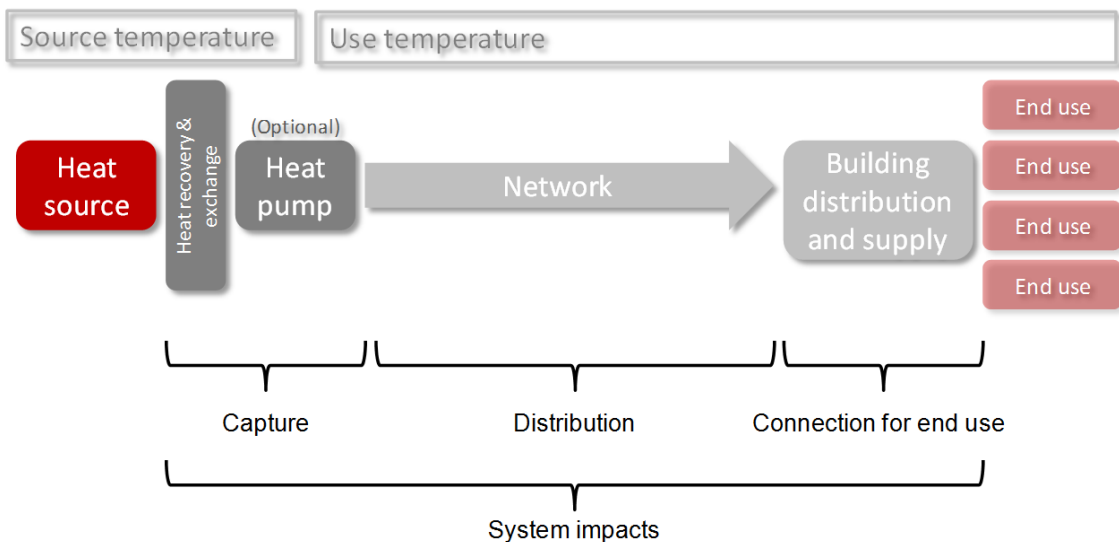 Source temperature
Use temperature
Heat
source
Heat recovery &
exchange
(Optional)
Heat
pump
Network
Building
distribution
and supply
End use
End use
End use
End use
Capture
Distribution
Connection for end use
System impacts